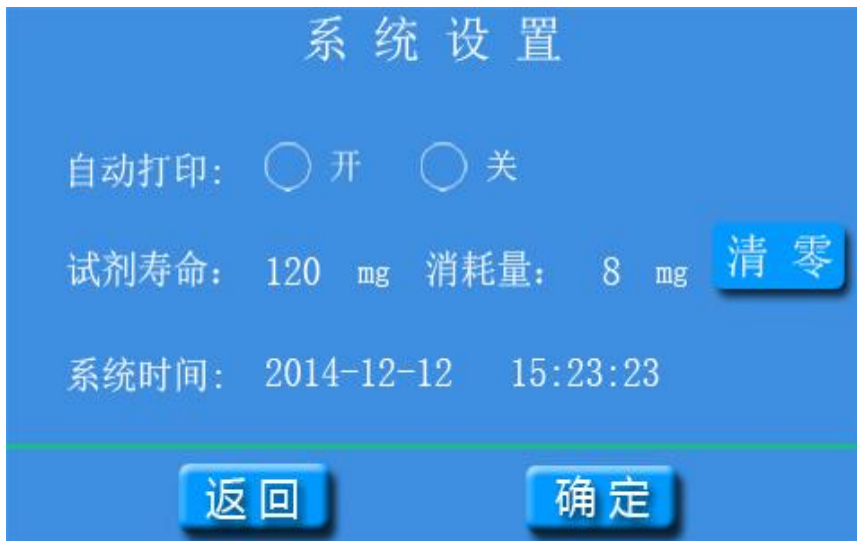 系统设置
自动打印: 开 关
试剂寿命: 120 mg 消耗量: 8 mg 清零
系统时间: 2014-12-12 15:23:23
返回 确定